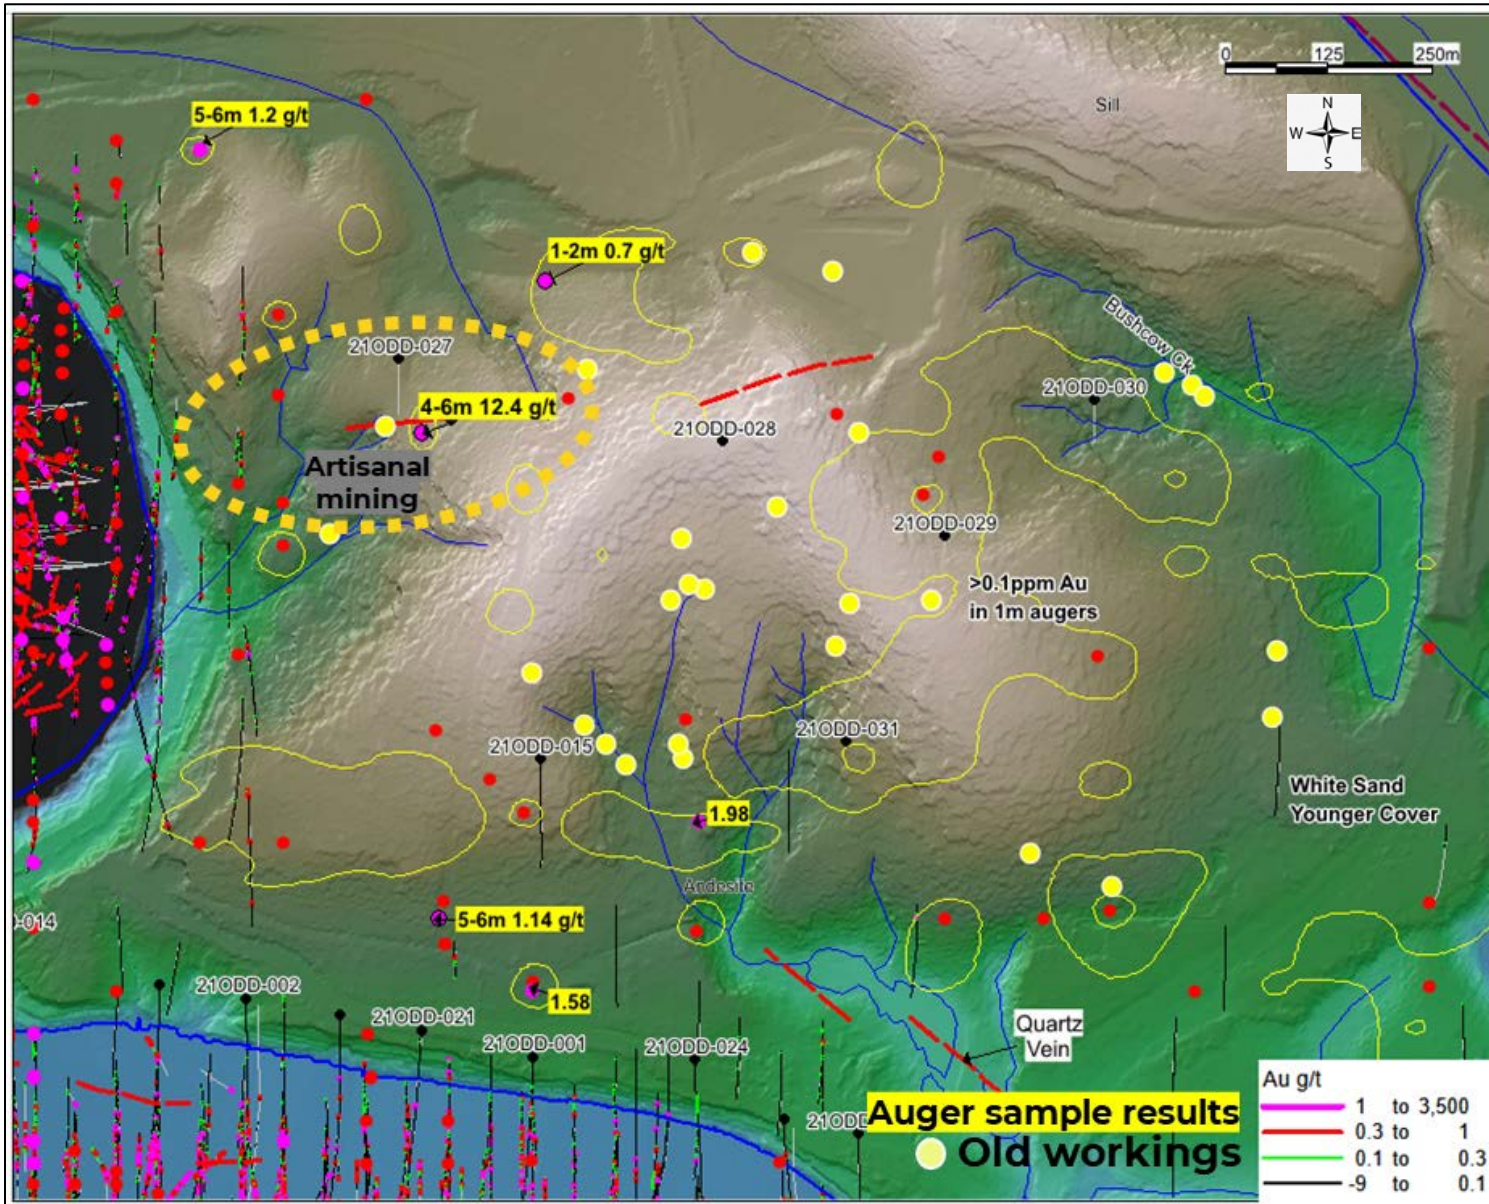 0 125 250m
N
W E
S
Sill
5-6m 1.2 g/t
1-2m 0.7 g/t
21ODD-027
4-6m 12.4 g/t
Artisanal
mining
21ODD-028
Bushcow Ck
21ODD-030
21ODD-029
>0.1ppm Au
in 1m augers
21ODD-015
21ODD-031
White Sand
Younger Cover
1.98
Andesite
5-6m 1.14 g/t
-014
1.58
21ODD-002
21ODD-021
21ODD-001
21ODD-024
21ODD
Quartz
Vein
Auger sample results
Old workings
Au g/t
1 to 3,500
0.3 to 1
0.1 to 0.3
-9 to 0.1